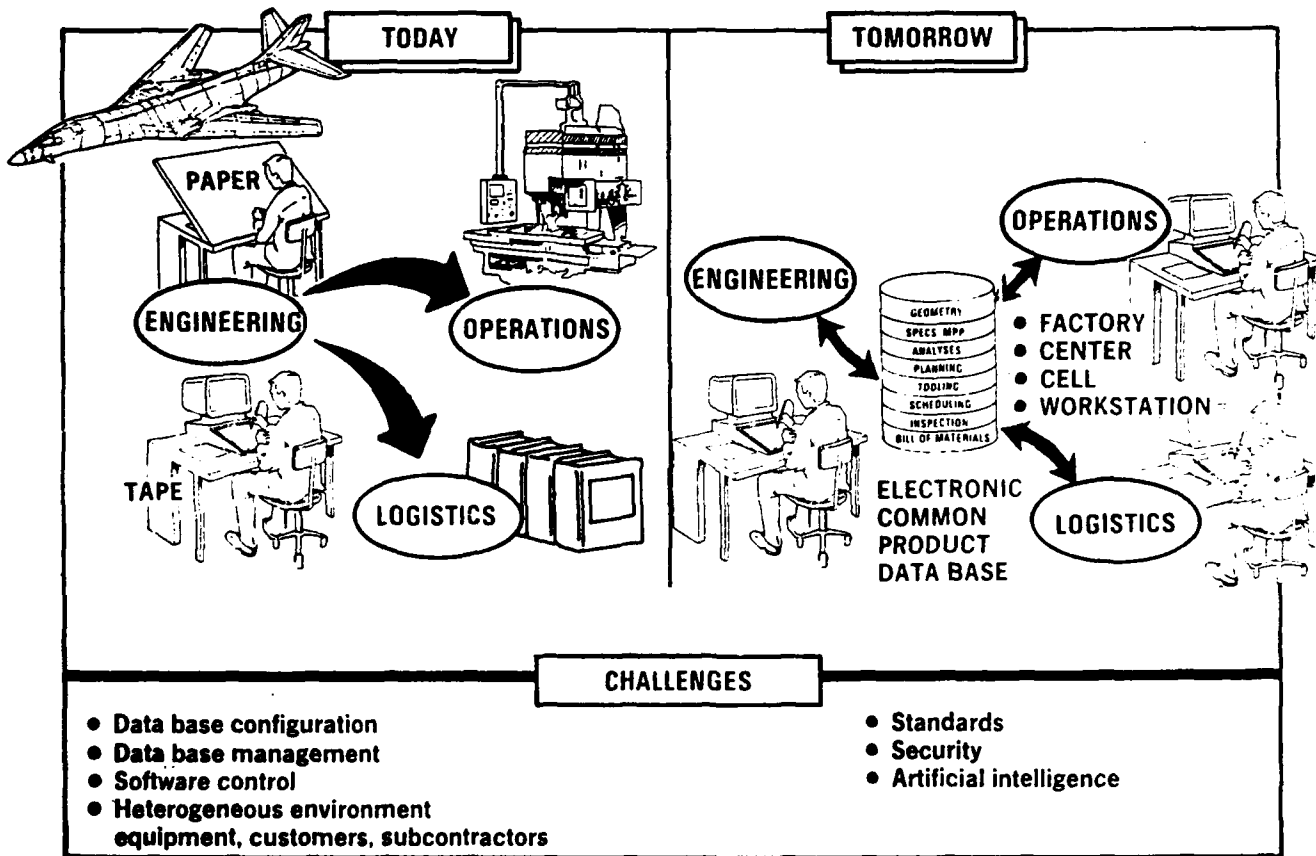 TODAY
PAPER
ENGINEERING
OPERATIONS
TAPE
LOGISTICS
TOMORROW
ENGINEERING
OPERATIONS
GEOMETRY
SPECS MPP
ANALYSES
PLANNING
TOOLING
SCHEDULING
INSPECTION
BILL OF MATERIALS
● FACTORY
● CENTER
● CELL
● WORKSTATION
ELECTRONIC
COMMON
PRODUCT
DATA BASE
LOGISTICS
CHALLENGES
● Data base configuration
● Data base management
● Software control
● Heterogeneous environment
equipment, customers, subcontractors
● Standards
● Security
● Artificial intelligence